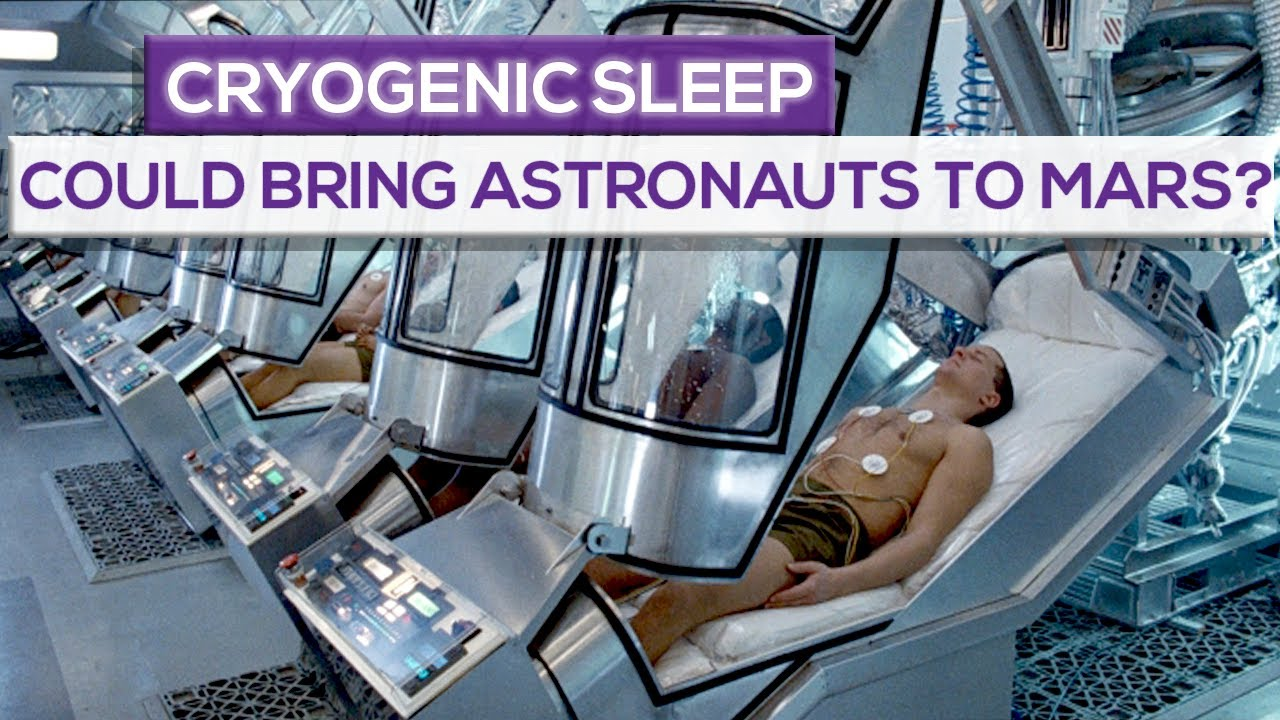 CRYOGENIC SLEEP
COULD BRING ASTRONAUTS TO MARS?